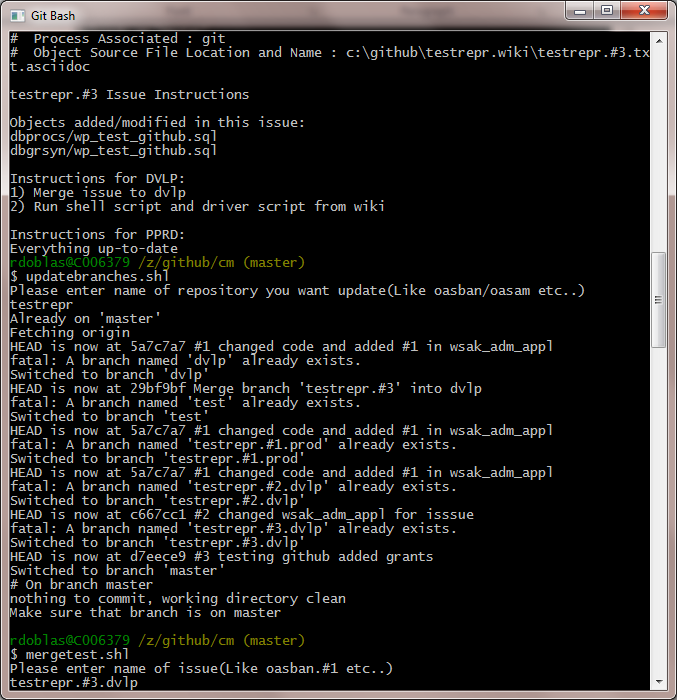 Git Bash
#  Process Associated : git
#  Object Source File Location and Name : c:\github\testrepr.wiki\testrepr.#3.tx
t.asciidoc
testrepr.#3 Issue Instructions
Objects added/modified in this issue:
dbprocs/wp_test_github.sql
dbgrsyn/wp_test_github.sql
Instructions for DVLP:
1) Merge issue to dvlp
2) Run shell script and driver script from wiki
Instructions for PPRD:
Everything up-to-date
rdoblas@C006379 /z/github/cm (master)
$ updatebranches.shl
Please enter name of repository you want update(Like oasban/oasam etc..)
testrepr
Already on 'master'
Fetching origin
HEAD is now at 5a7c7a7 #1 changed code and added #1 in wsak_adm_appl
fatal: A branch named 'dvlp' already exists.
Switched to branch 'dvlp'
HEAD is now at 29bf9bf Merge branch 'testrepr.#3' into dvlp
fatal: A branch named 'test' already exists.
Switched to branch 'test'
HEAD is now at 5a7c7a7 #1 changed code and added #1 in wsak_adm_appl
fatal: A branch named 'testrepr.#1.prod' already exists.
Switched to branch 'testrepr.#1.prod'
HEAD is now at 5a7c7a7 #1 changed code and added #1 in wsak_adm_appl
fatal: A branch named 'testrepr.#2.dvlp' already exists.
Switched to branch 'testrepr.#2.dvlp'
HEAD is now at c667cc1 #2 changed wsak_adm_appl for isssue
fatal: A branch named 'testrepr.#3.dvlp' already exists.
Switched to branch 'testrepr.#3.dvlp'
HEAD is now at d7eece9 #3 testing github added grants
Switched to branch 'master'
# On branch master
nothing to commit, working directory clean
Make sure that branch is on master
rdoblas@C006379 /z/github/cm (master)
$ mergetest.shl
Please enter name of issue(Like oasban.#1 etc..)
testrepr.#3.dvlp